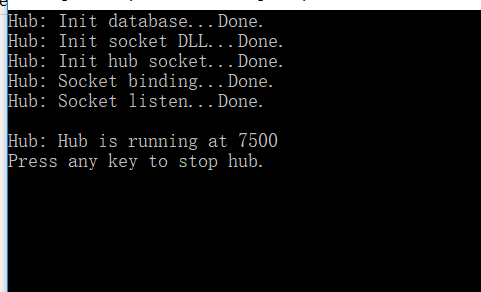 Hub: Init database...Done.
Hub: Init socket DLL...Done.
Hub: Init hub socket...Done.
Hub: Socket binding...Done.
Hub: Socket listen...Done.
Hub: Hub is running at 7500
Press any key to stop hub.